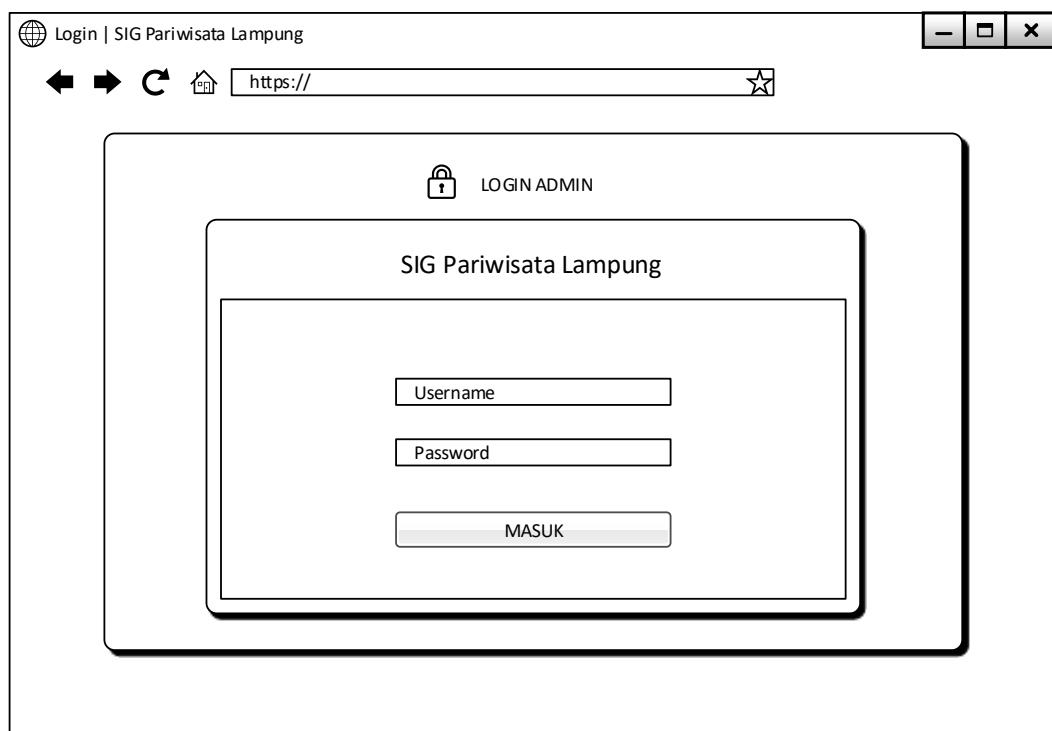 Login | SIG Pariwisata Lampung
https://
LOGIN ADMIN
SIG Pariwisata Lampung
Username
Password
MASUK